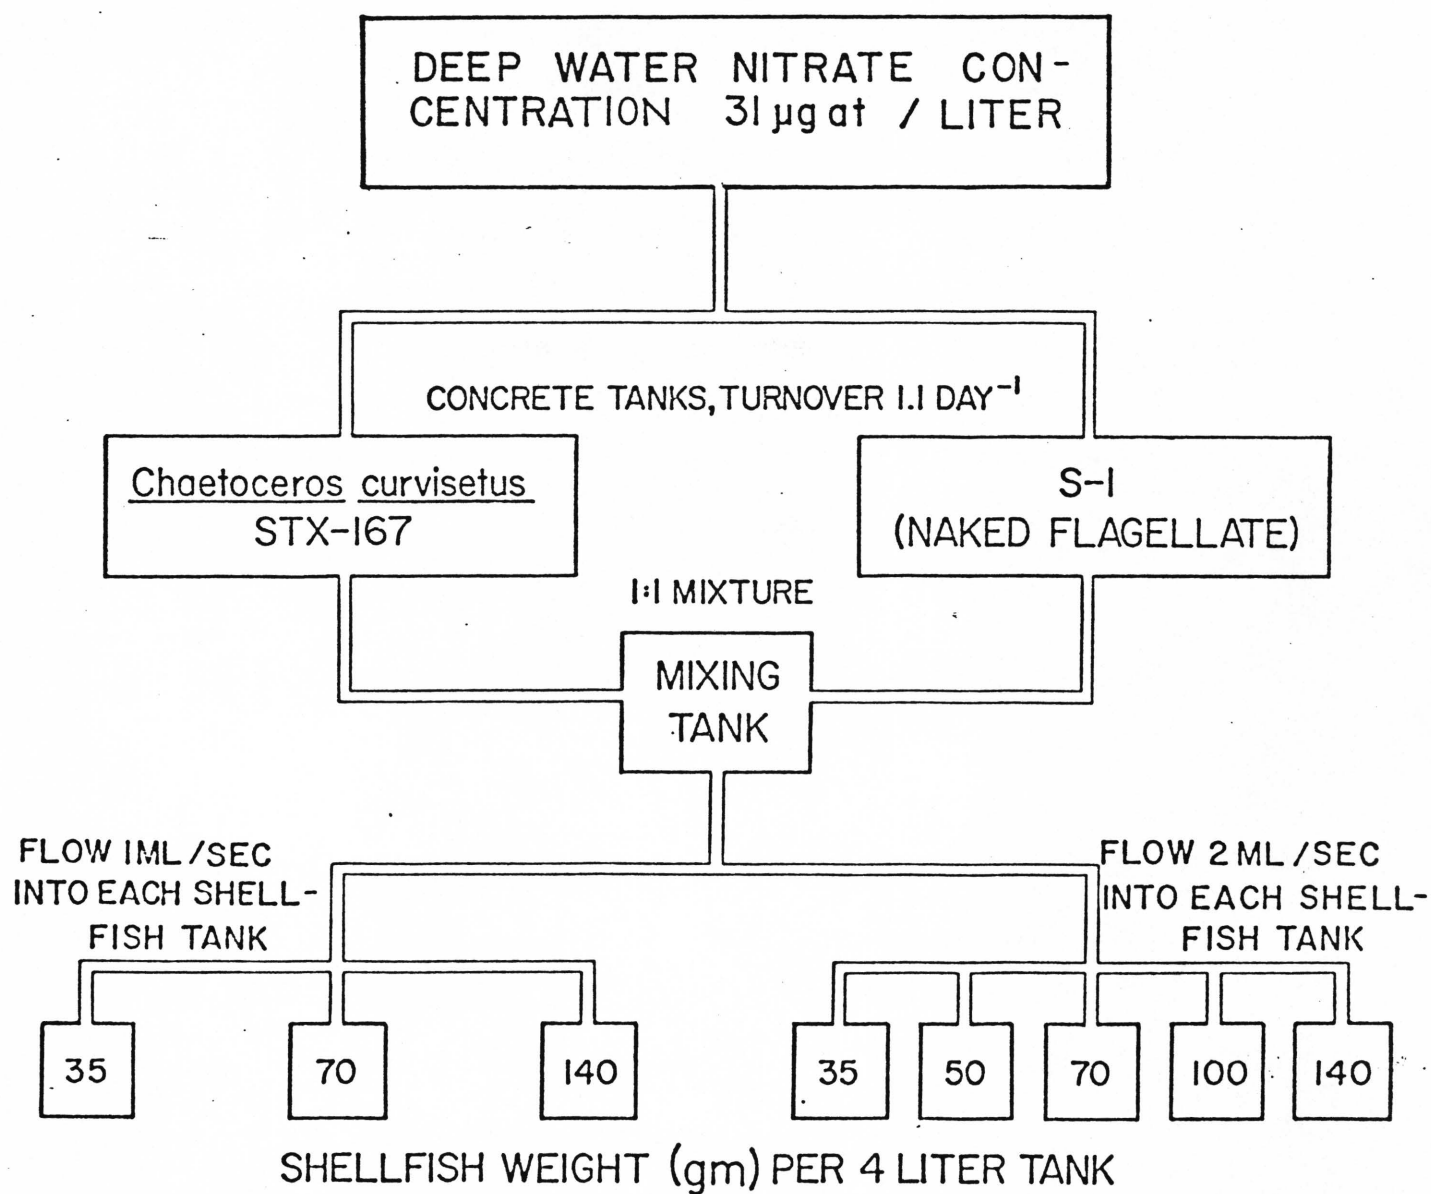 DEEP WATER NITRATE CON-
CENTRATION 31 µg at / LITER
CONCRETE TANKS, TURNOVER 1.1 DAY⁻¹
Chaetoceros curvisetus
STX-167
S-1
(NAKED FLAGELLATE)
1:1 MIXTURE
MIXING
TANK
FLOW 1ML/SEC
INTO EACH SHELL-
FISH TANK
FLOW 2 ML/SEC
INTO EACH SHELL-
FISH TANK
35 70 140 35 50 70 100 140
SHELLFISH WEIGHT (gm) PER 4 LITER TANK